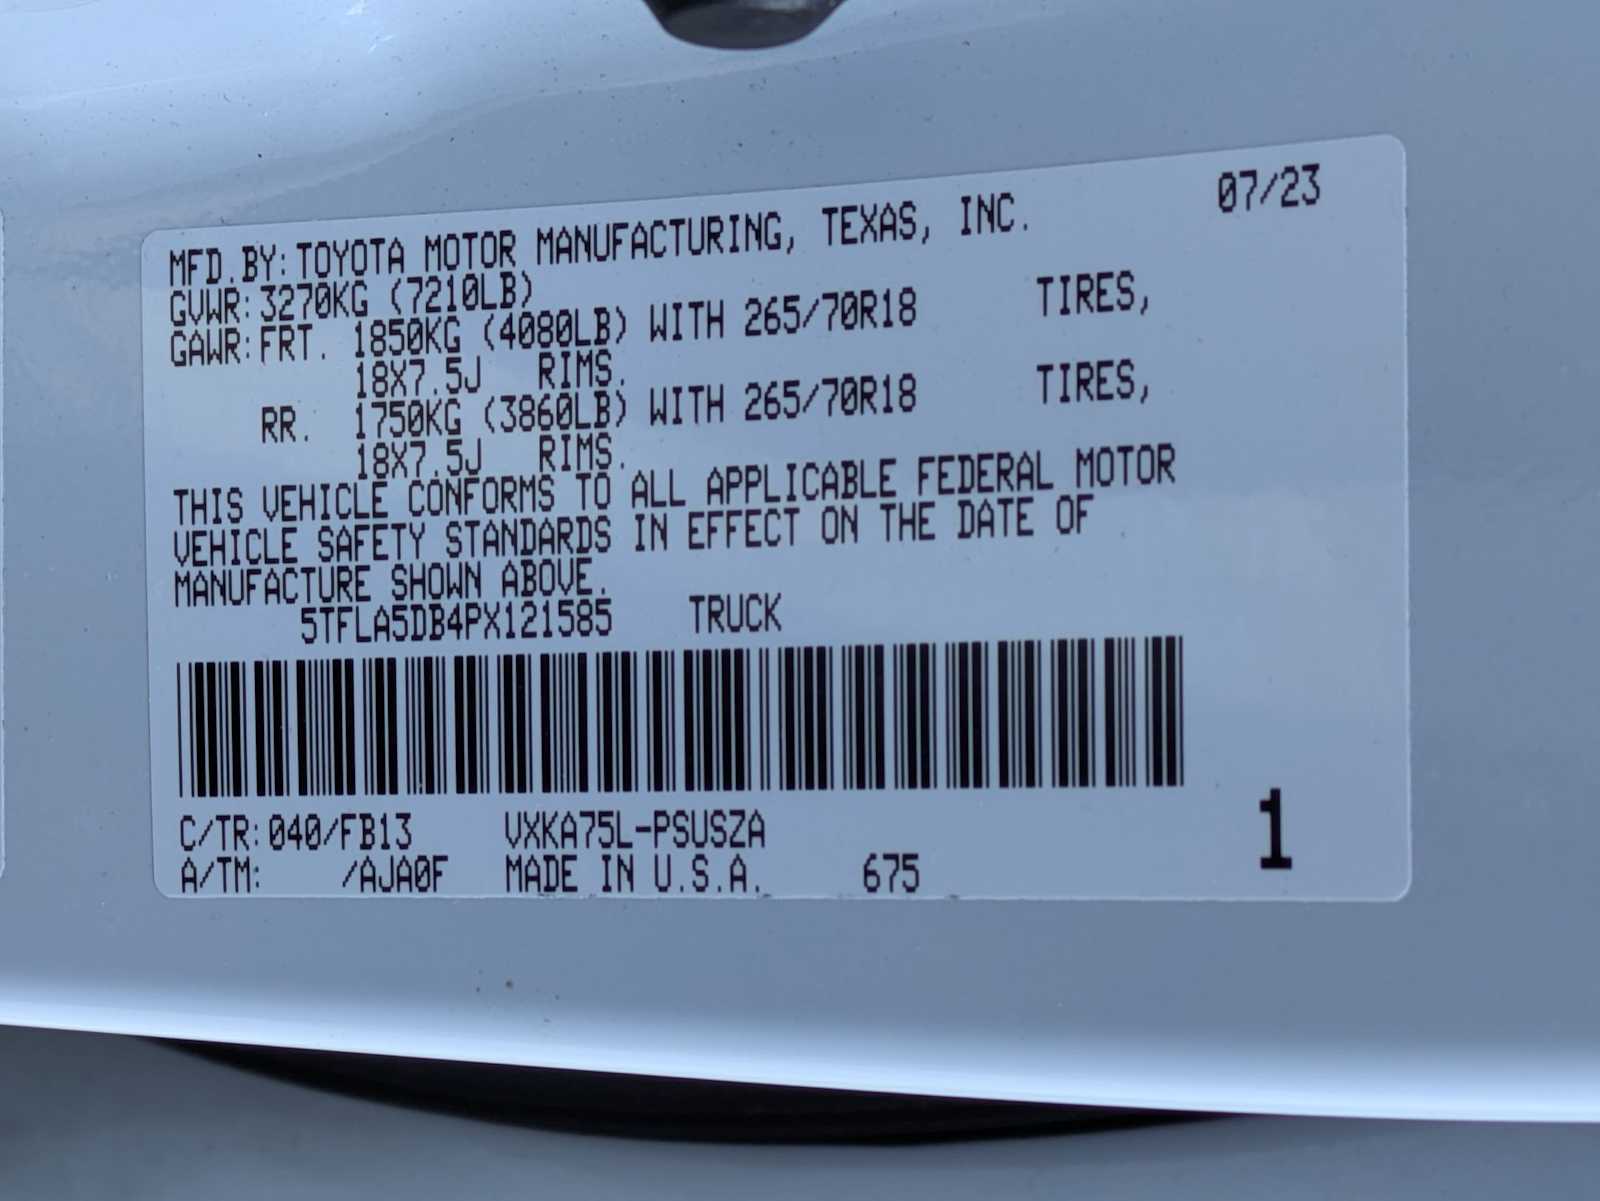 MFD.BY:TOYOTA MOTOR MANUFACTURING, TEXAS, INC. 07/23
GVWR:3270KG (7210LB)
GAWR:FRT. 1850KG (4080LB) WITH 265/70R18 TIRES,
18X7.5J RIMS.
RR. 1750KG (3860LB) WITH 265/70R18 TIRES,
18X7.5J RIMS.
THIS VEHICLE CONFORMS TO ALL APPLICABLE FEDERAL MOTOR
VEHICLE SAFETY STANDARDS IN EFFECT ON THE DATE OF
MANUFACTURE SHOWN ABOVE.
5TFLA5DB4PX121585 TRUCK
C/TR:040/FB13 VXKA75L-PSUSZA 1
A/TM: /AJA0F MADE IN U.S.A. 675